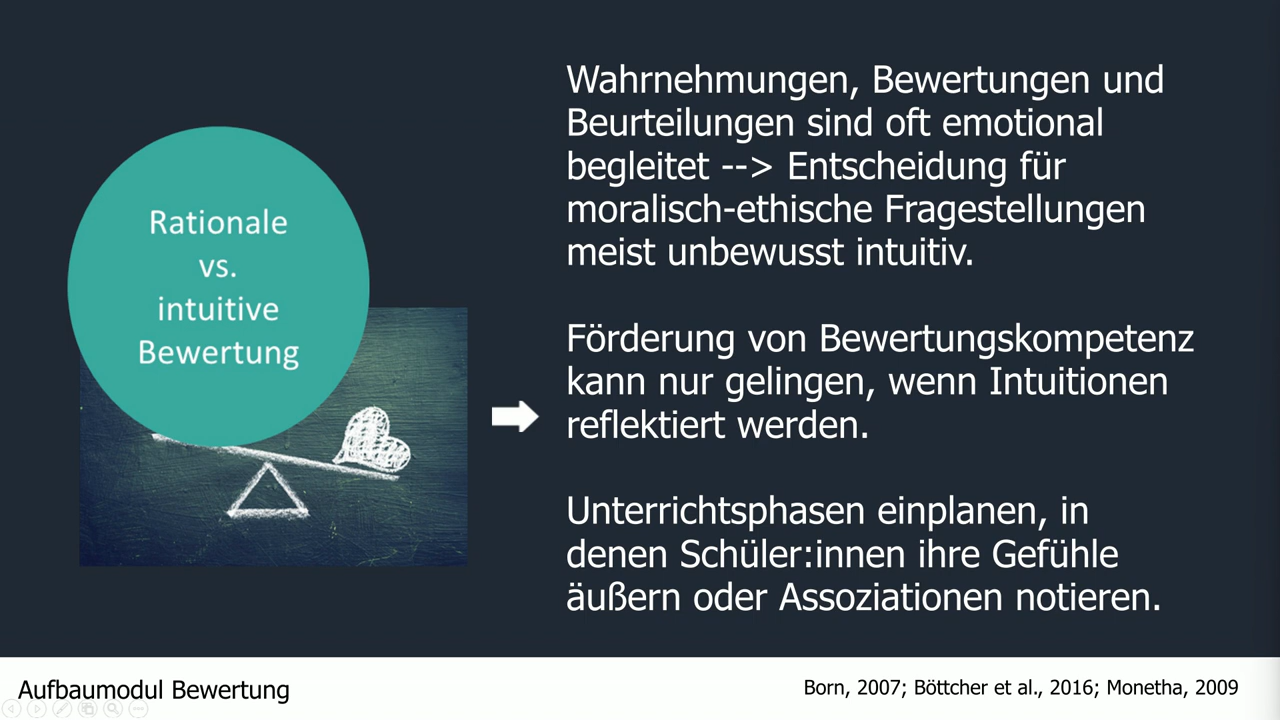 Rationale
vs.
intuitive
Bewertung
Wahrnehmungen, Bewertungen und
Beurteilungen sind oft emotional
begleitet --> Entscheidung für
moralisch-ethische Fragestellungen
meist unbewusst intuitiv.
Förderung von Bewertungskompetenz
kann nur gelingen, wenn Intuitionen
reflektiert werden.
Unterrichtsphasen einplanen, in
denen Schüler:innen ihre Gefühle
äußern oder Assoziationen notieren.
Aufbaumodul Bewertung
Born, 2007; Böttcher et al., 2016; Monetha, 2009